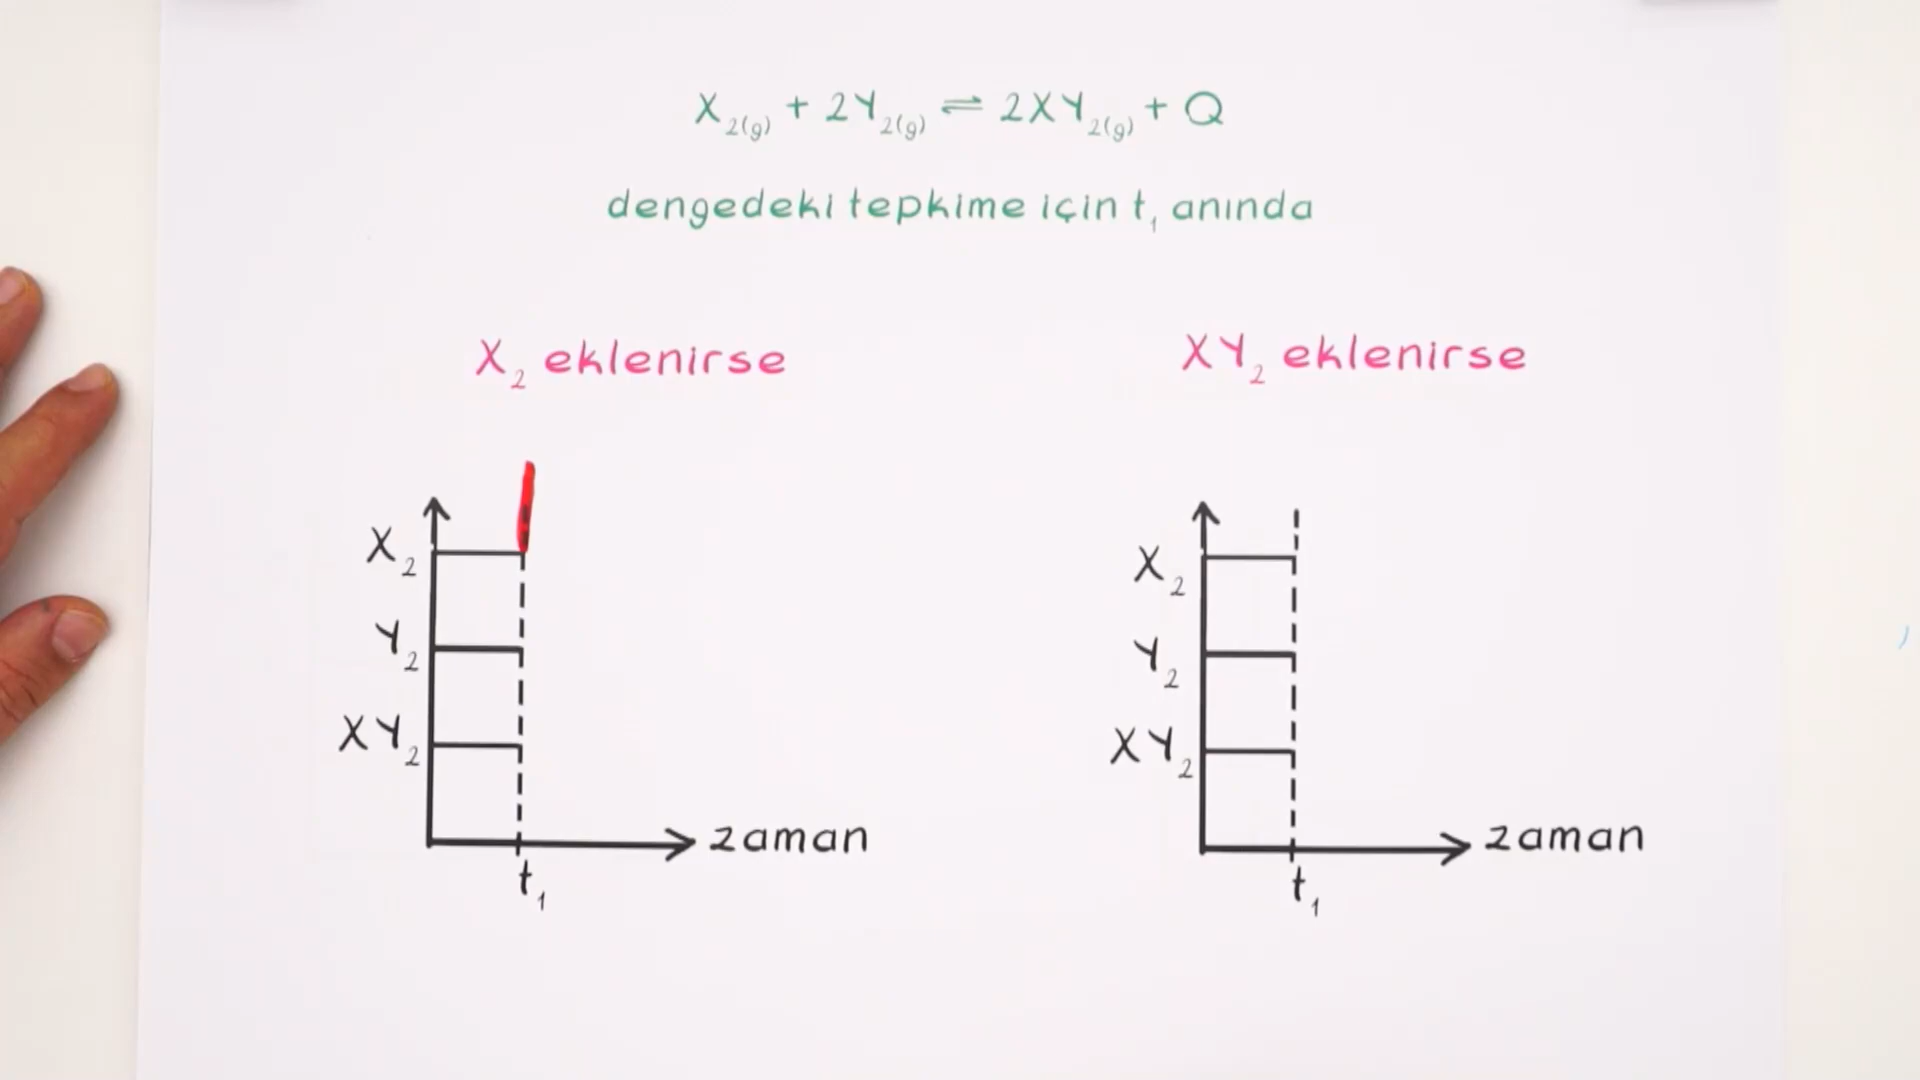 X₂(g) + 2Y₂(g) ⇌ 2XY₂(g) + Q
dengedeki tepkime için t₁ anında
X₂ eklenirse
XY₂ eklenirse
X₂
Y₂
XY₂
zaman
t₁
X₂
Y₂
XY₂
zaman
t₁